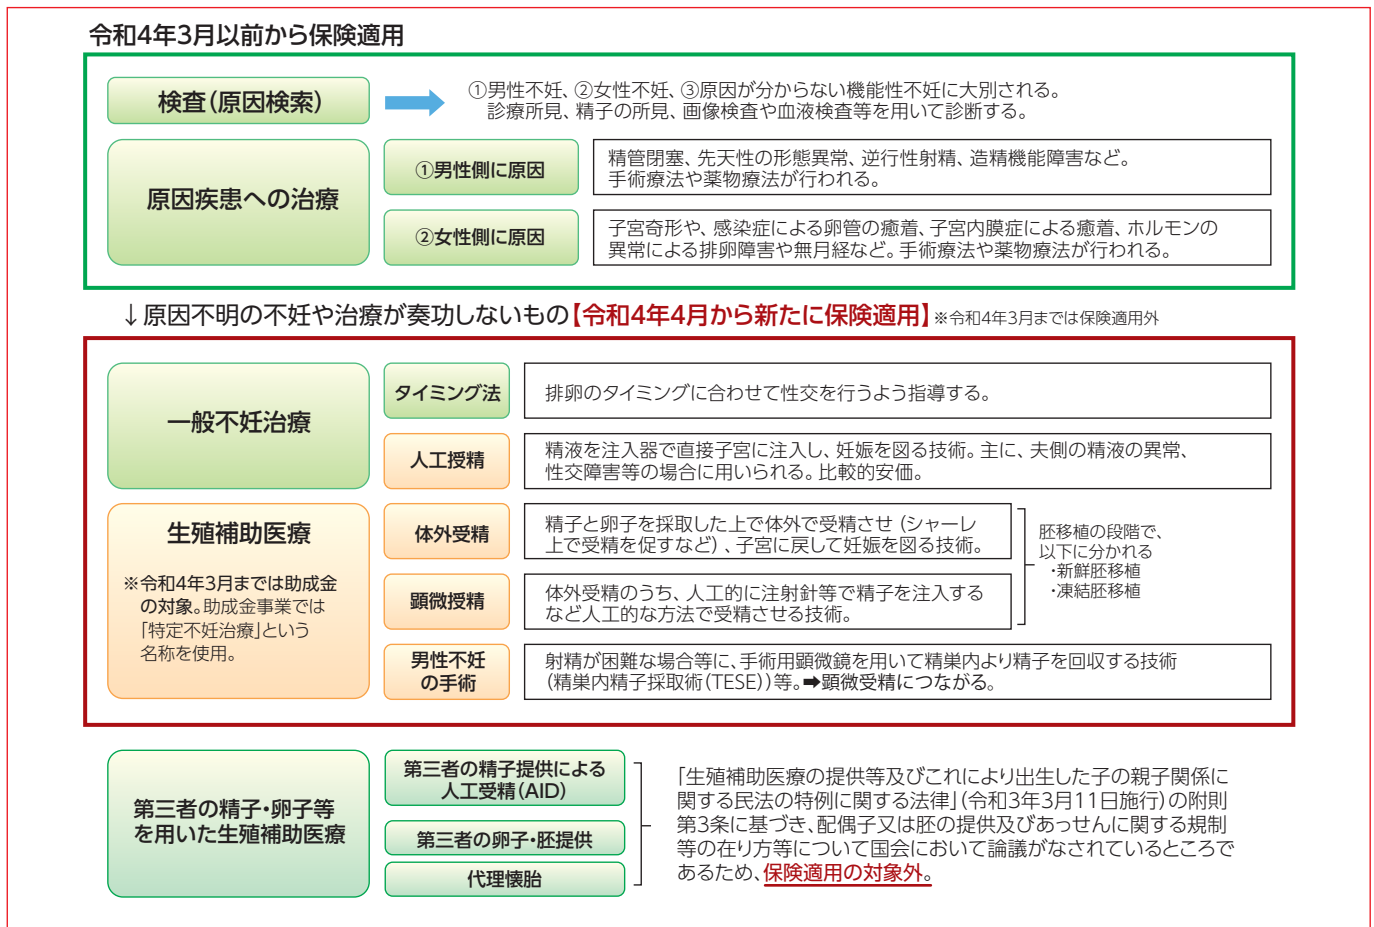 令和4年3月以前から保険適用
検査（原因検索）
①男性不妊、②女性不妊、③原因が分からない機能性不妊に大別される。
診療所見、精子の所見、画像検査や血液検査等を用いて診断する。
原因疾患への治療
①男性側に原因
精管閉塞、先天性の形態異常、逆行性射精、造精機能障害など。
手術療法や薬物療法が行われる。
②女性側に原因
子宮奇形や、感染症による卵管の癒着、子宮内膜症による癒着、ホルモンの
異常による排卵障害や無月経など。手術療法や薬物療法が行われる。
↓原因不明の不妊や治療が奏功しないもの【令和4年4月から新たに保険適用】※令和4年3月までは保険適用外
一般不妊治療
タイミング法
排卵のタイミングに合わせて性交を行うよう指導する。
人工授精
精液を注入器で直接子宮に注入し、妊娠を図る技術。主に、夫側の精液の異常、
性交障害等の場合に用いられる。比較的安価。
生殖補助医療
※令和4年3月までは助成金
の対象。助成金事業では
「特定不妊治療」という
名称を使用。
体外受精
精子と卵子を採取した上で体外で受精させ（シャーレ
上で受精を促すなど）、子宮に戻して妊娠を図る技術。
顕微授精
体外受精のうち、人工的に注射針等で精子を注入する
など人工的な方法で受精させる技術。
胚移植の段階で、
以下に分かれる
・新鮮胚移植
・凍結胚移植
男性不妊
の手術
射精が困難な場合等に、手術用顕微鏡を用いて精巣内より精子を回収する技術
（精巣内精子採取術（TESE））等。➡顕微受精につながる。
第三者の精子・卵子等
を用いた生殖補助医療
第三者の精子提供による
人工受精（AID）
第三者の卵子・胚提供
代理懐胎
「生殖補助医療の提供等及びこれにより出生した子の親子関係に
関する民法の特例に関する法律」（令和3年3月11日施行）の附則
第3条に基づき、配偶子又は胚の提供及びあっせんに関する規制
等の在り方等について国会において論議がなされているところで
あるため、保険適用の対象外。